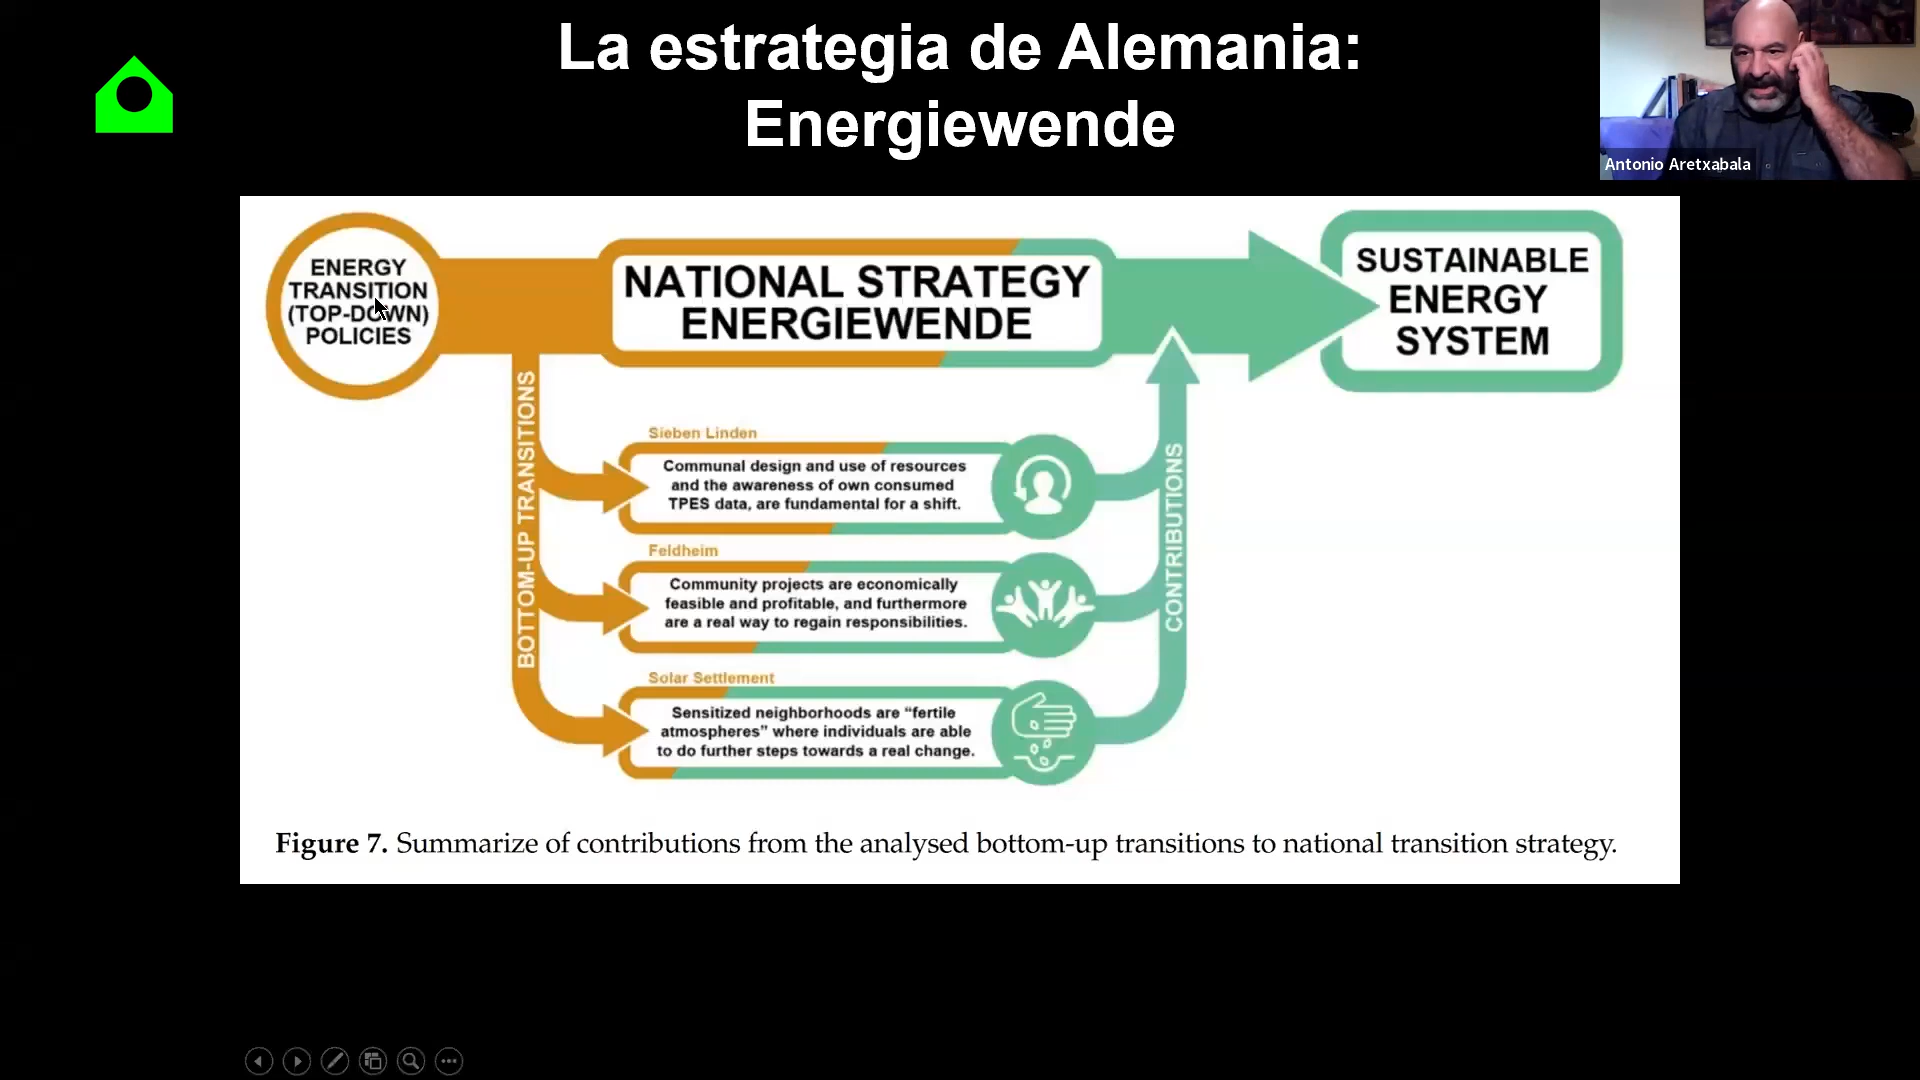 La estrategia de Alemania:
Energiewende
Antonio Aretxabala
ENERGY
TRANSITION
(TOP-DOWN)
POLICIES
NATIONAL STRATEGY
ENERGIEWENDE
SUSTAINABLE
ENERGY
SYSTEM
BOTTOM-UP TRANSITIONS
Sieben Linden
Communal design and use of resources
and the awareness of own consumed
TPES data, are fundamental for a shift.
Feldheim
Community projects are economically
feasible and profitable, and furthermore
are a real way to regain responsibilities.
Solar Settlement
Sensitized neighborhoods are “fertile
atmospheres” where individuals are able
to do further steps towards a real change.
CONTRIBUTIONS
Figure 7. Summarize of contributions from the analysed bottom-up transitions to national transition strategy.